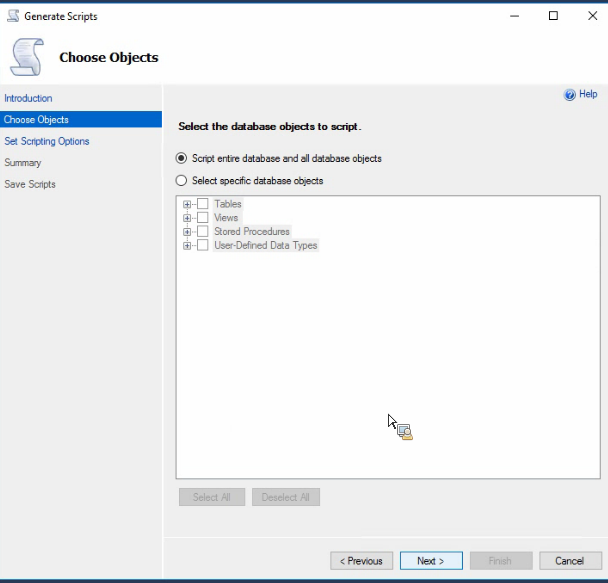 Generate Scripts
Choose Objects
Help
Introduction
Choose Objects
Set Scripting Options
Summary
Save Scripts
Select the database objects to script.
Script entire database and all database objects
Select specific database objects
Tables
Views
Stored Procedures
User-Defined Data Types
Select All
Deselect All
< Previous
Next >
Finish
Cancel